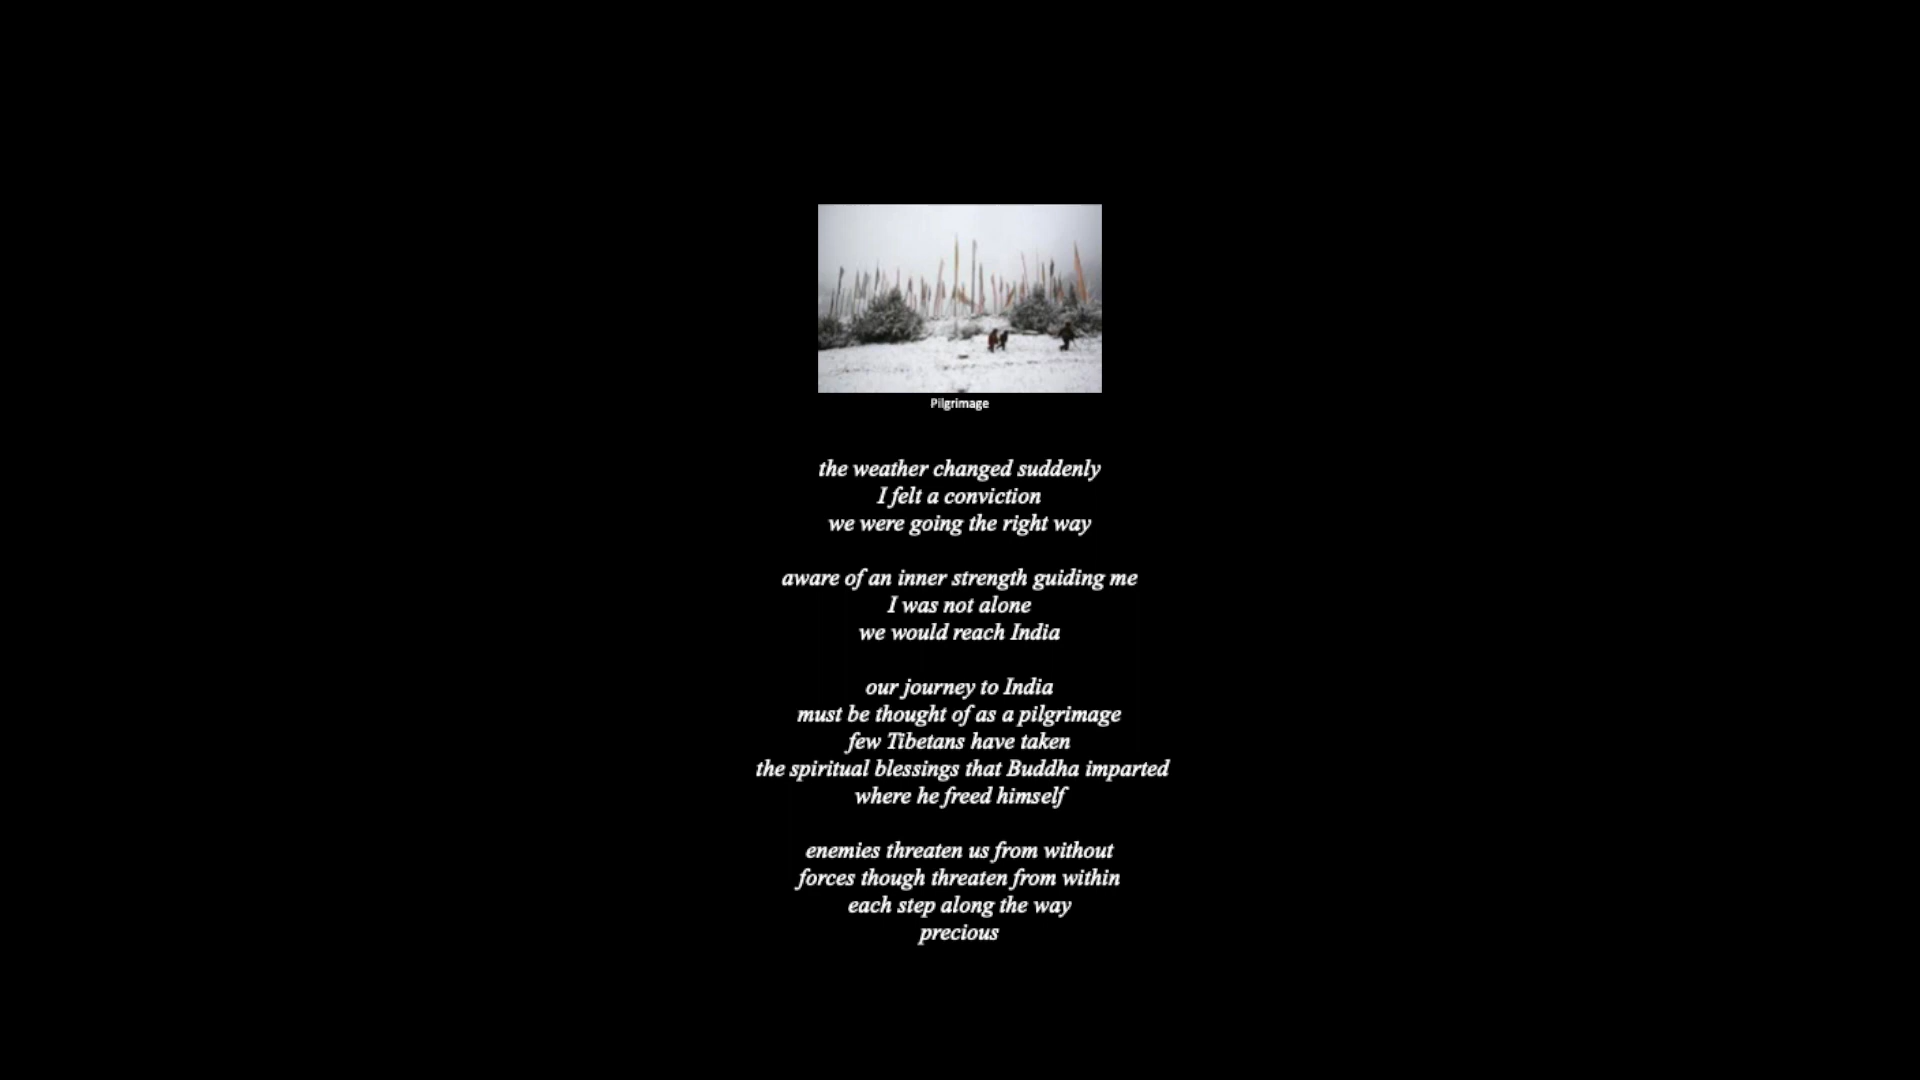 Pilgrimage
the weather changed suddenly
I felt a conviction
we were going the right way
aware of an inner strength guiding me
I was not alone
we would reach India
our journey to India
must be thought of as a pilgrimage
few Tibetans have taken
the spiritual blessings that Buddha imparted
where he freed himself
enemies threaten us from without
forces though threaten from within
each step along the way
precious